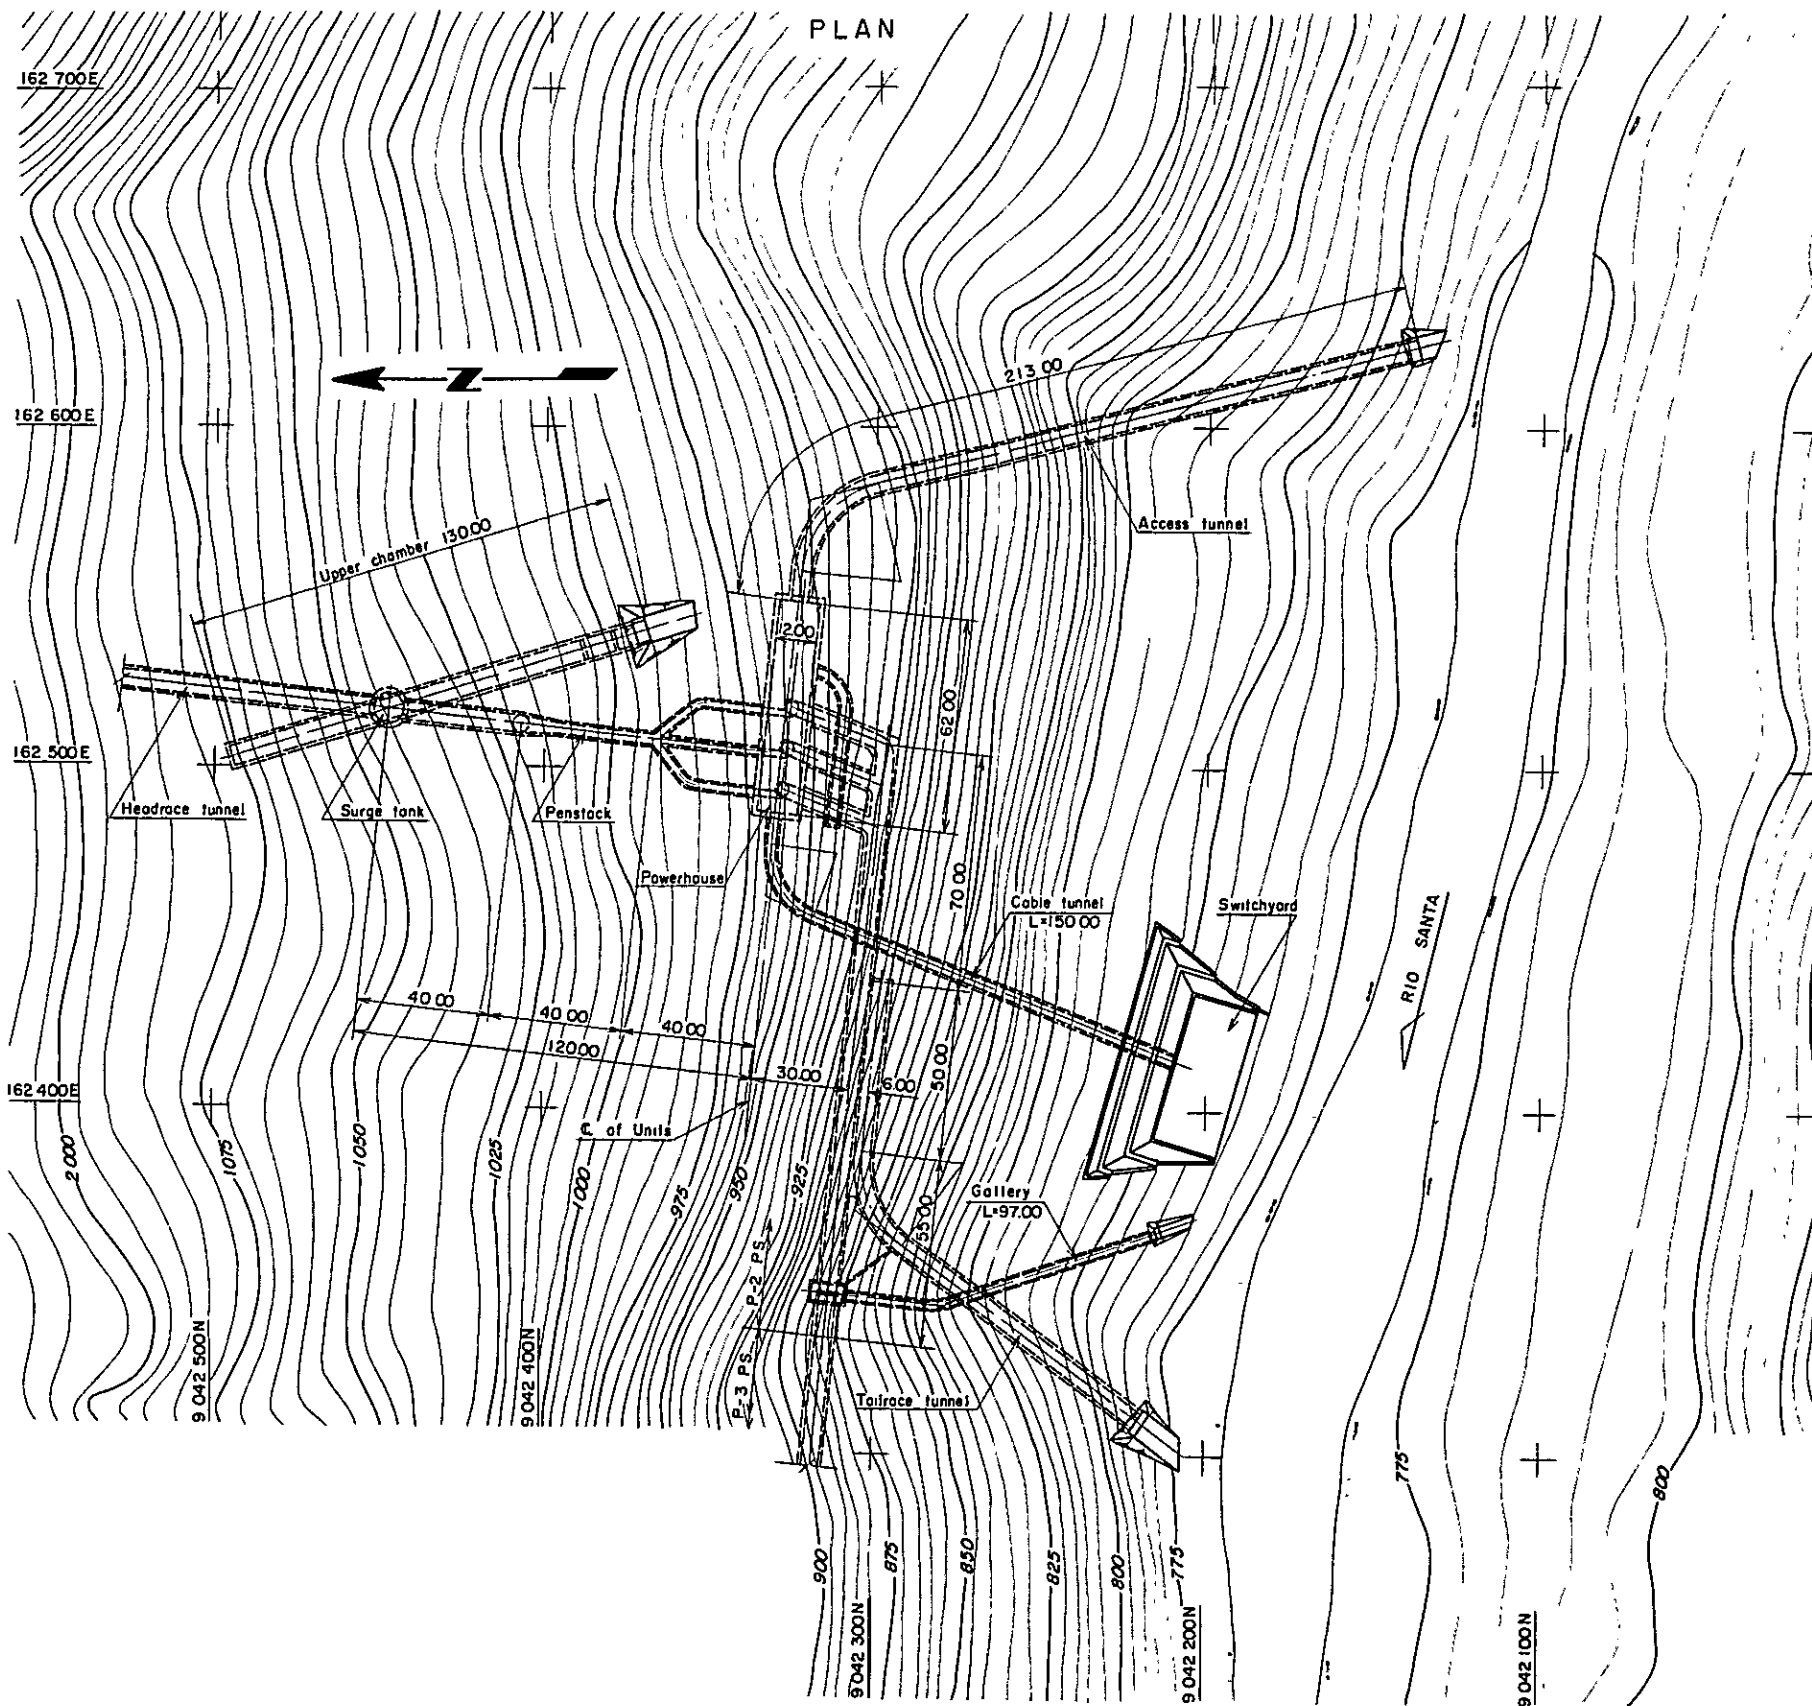 PLAN
162 700E
N
162 600E
213 00
Access tunnel
Upper chamber 130.00
2.00
62 00
162 500E
Headrace tunnel
Surge tank
Penstock
Powerhouse
70 00
Cable tunnel
L=150 00
Switchyard
RIO SANTA
40 00
40 00
40 00
120 00
30.00
6.00
50.00
162 400E
C of Units
2 000
1075
1050
1025
1000
975
950
925
Gallery
L=97.00
55.00
P-3 PS
P-2 PS
9 042 500N
9 042 400N
Tailrace tunnel
900
875
850
825
800
775
775
800
9 042 300N
9 042 200N
9 042 100N